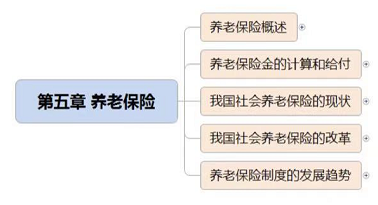 第五章 养老保险
养老保险概述
养老保险金的计算和给付
我国社会养老保险的现状
我国社会养老保险的改革
养老保险制度的发展趋势